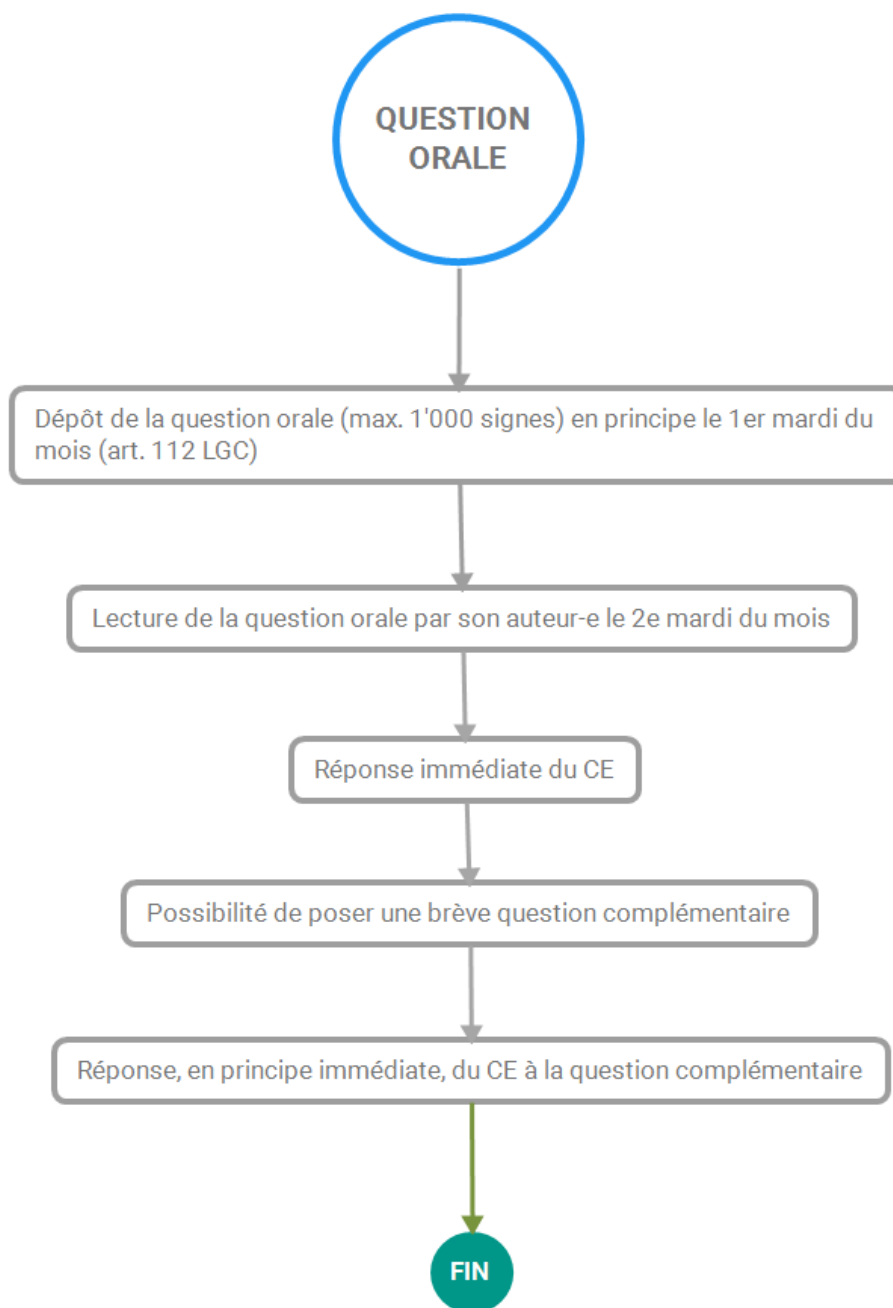 QUESTION
ORALE
Dépôt de la question orale (max. 1'000 signes) en principe le 1er mardi du
mois (art. 112 LGC)
Lecture de la question orale par son auteur-e le 2e mardi du mois
Réponse immédiate du CE
Possibilité de poser une brève question complémentaire
Réponse, en principe immédiate, du CE à la question complémentaire
FIN